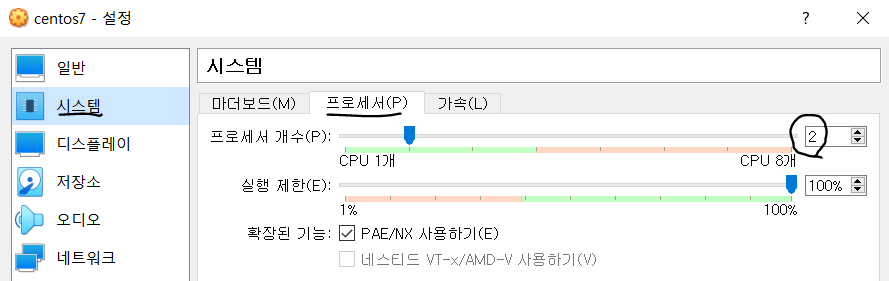 centos7 - 설정
?
일반
시스템
디스플레이
저장소
오디오
네트워크
시스템
마더보드(M) 프로세서(P) 가속(L)
프로세서 개수(P): 2
CPU 1개 CPU 8개
실행 제한(E): 100%
1% 100%
확장된 기능: PAE/NX 사용하기(E)
네스티드 VT-x/AMD-V 사용하기(V)